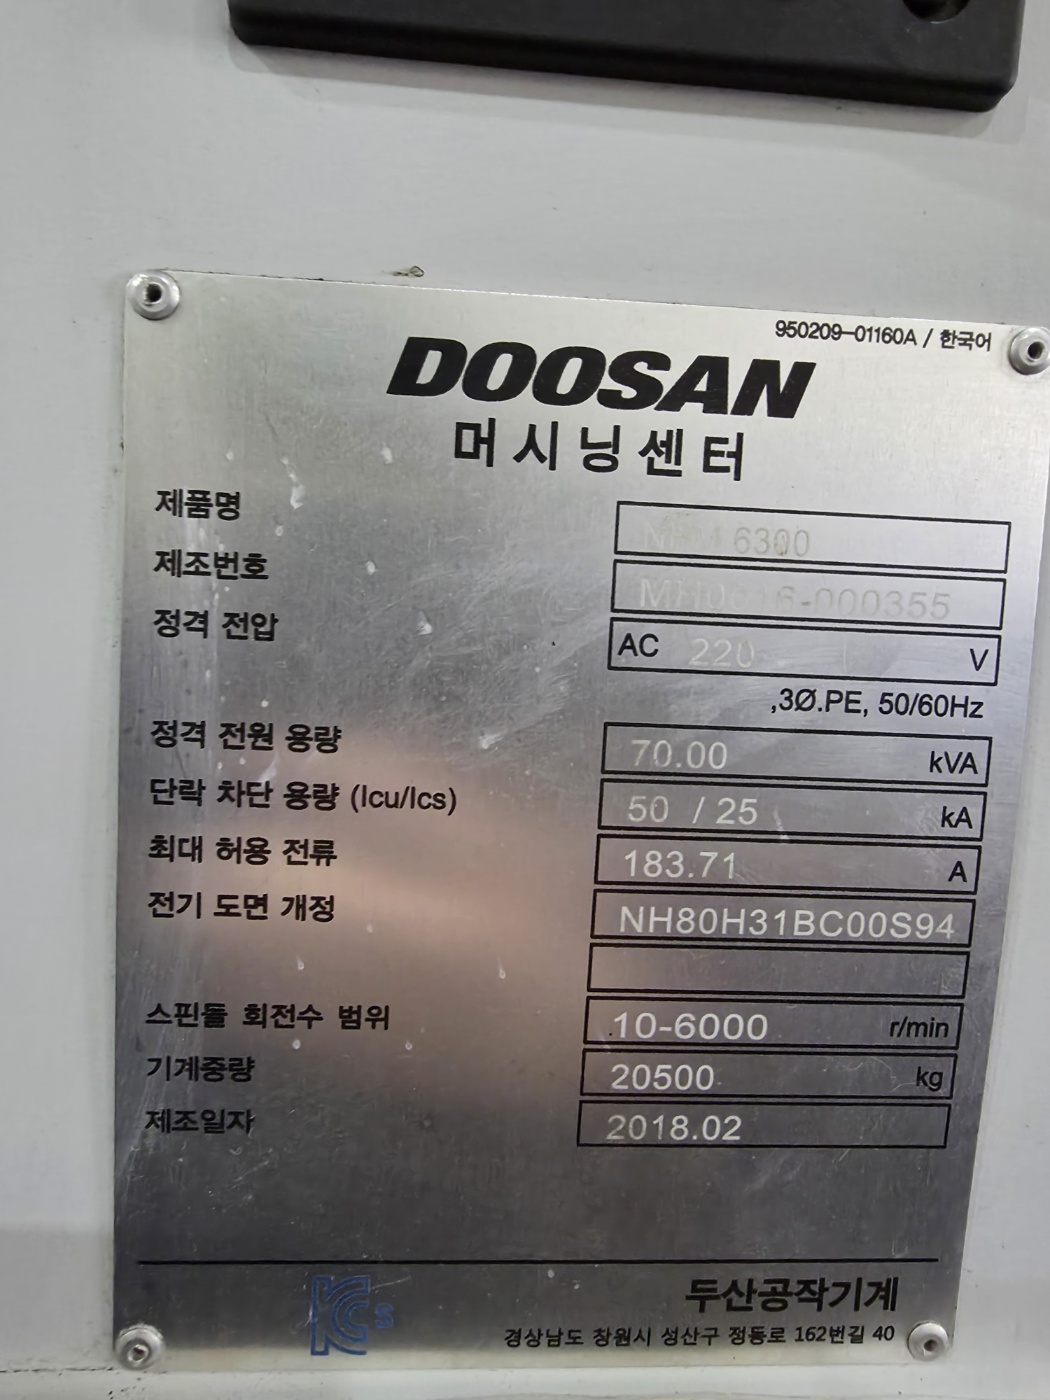 950209-01160A / 한국어
DOOSAN
머시닝센터
제품명 6300
제조번호
정격 전압 AC 220 V
,3Ø.PE, 50/60Hz
정격 전원 용량 70.00 kVA
단락 차단 용량 (Icu/Ics) 50 / 25 kA
최대 허용 전류 183.71 A
전기 도면 개정 NH80H31BC00S94
스핀들 회전수 범위 10-6000 r/min
기계중량 20500 kg
제조일자 2018.02
KCs
두산공작기계
경상남도 창원시 성산구 정동로 162번길 40